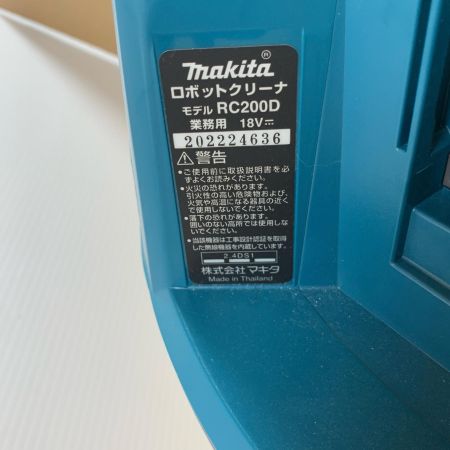 makita®
ロボットクリーナ
モデル RC200D
業務用 18V⎓
202224636
⚠警告
•ご使用前に取扱説明書を必
ずよくお読みください。
•火災の恐れがあります。
引火性の高い危険物および、
火気や高温になる器具の近く
で使用しないでください。
•落下の恐れがあります。
囲いのない高所では使用しな
いでください。
•当該機器は工事設計認証を取得
した無線機器を内蔵しています。
2.4DS1
株式会社 マキタ
Made in Thailand